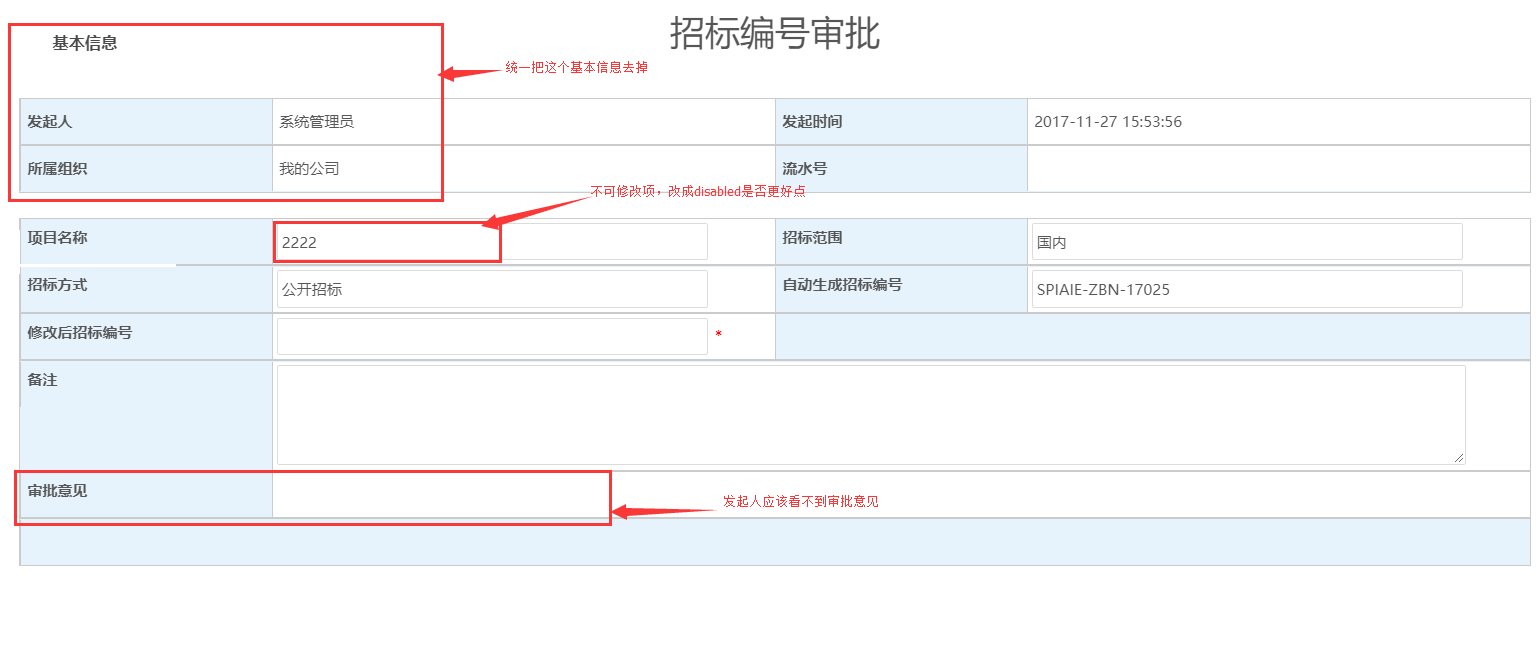 招标编号审批
基本信息
统一把这个基本信息去掉
发起人 系统管理员 发起时间 2017-11-27 15:53:56
所属组织 我的公司 流水号
不可修改项，改成disabled是否更好点
项目名称 2222 招标范围 国内
招标方式 公开招标 自动生成招标编号 SPIAIE-ZBN-17025
修改后招标编号 *
备注
审批意见
发起人应该看不到审批意见